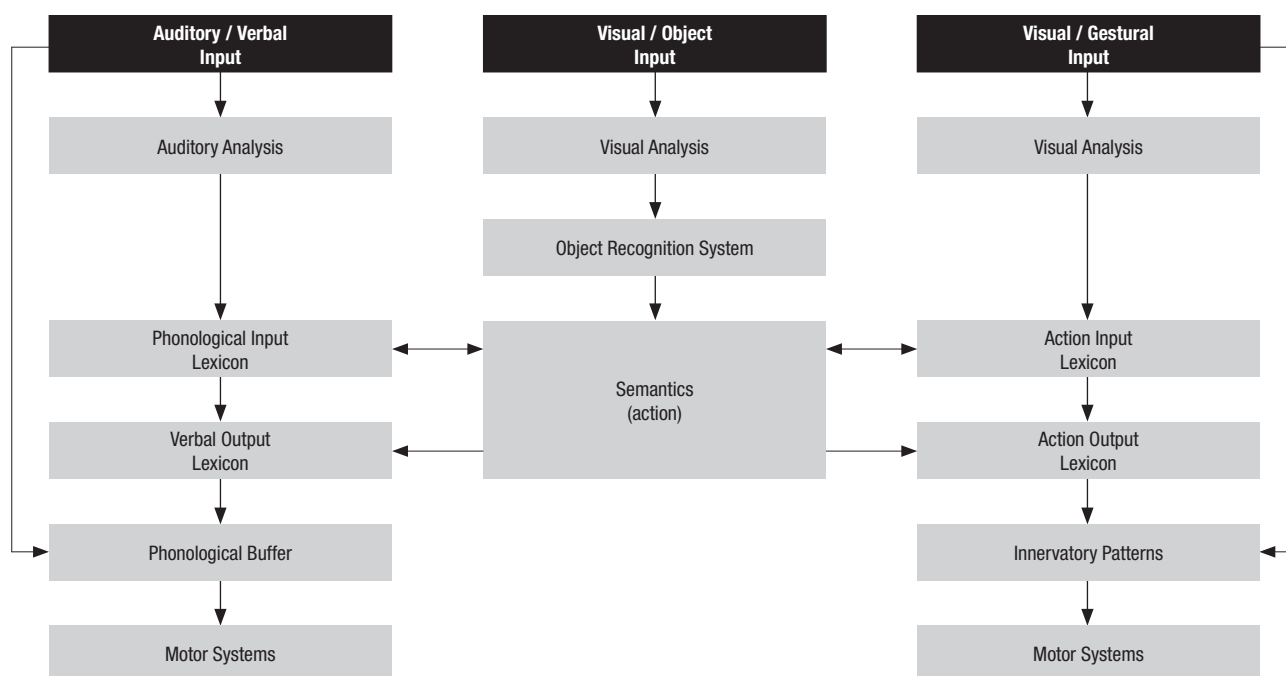 Auditory / Verbal
Input
Visual / Object
Input
Visual / Gestural
Input
Auditory Analysis
Visual Analysis
Visual Analysis
Object Recognition System
Phonological Input
Lexicon
Semantics
(action)
Action Input
Lexicon
Verbal Output
Lexicon
Action Output
Lexicon
Phonological Buffer
Innervatory Patterns
Motor Systems
Motor Systems